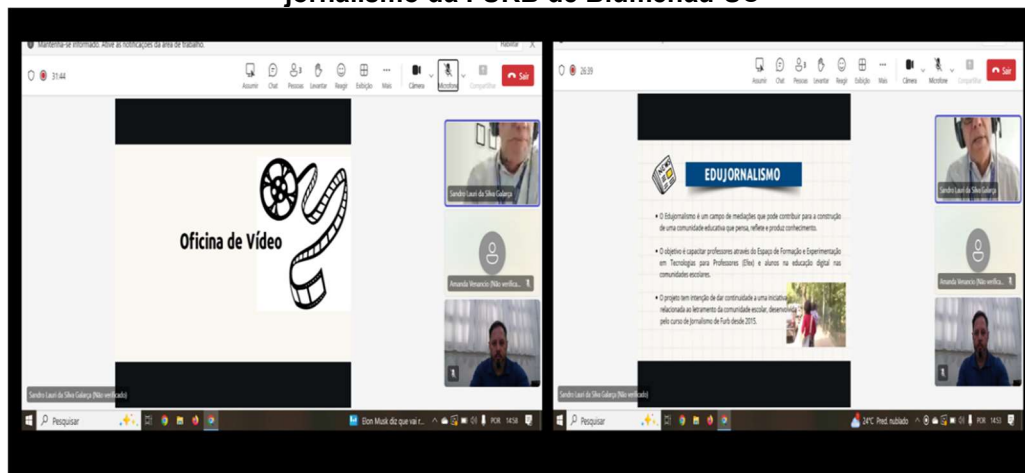 jornalismo da FURB de Blumenau-SC
Mantenha-se informado. Ative as notificações da área de trabalho.
Habilitar
31:44
Assumir Chat Pessoas Levantar Reagir Exibição Mais Câmera Microfone Compartilhar Sair
Oficina de Vídeo
Sandro Lauri da Silva Galarça
Amanda Venancio (Não verifica...
Sandro Lauri da Silva Galarça (Não verificado)
Pesquisar
Elon Musk diz que vai r...
POR 14:58
26:39
Assumir Chat Pessoas Levantar Reagir Exibição Mais Câmera Microfone Compartilhar Sair
NEWS
EDUJORNALISMO
• O Edujornalismo é um campo de mediações que pode contribuir para a construção
de uma comunidade educativa que pensa, reflete e produz conhecimento.
• O objetivo é capacitar professores através do Espaço de Formação e Experimentação
em Tecnologias para Professores (Efex) e alunos na educação digital nas
comunidades escolares.
• O projeto tem intenção de dar continuidade a uma iniciativa
relacionada ao letramento da comunidade escolar, desenvolvida
pelo curso de Jornalismo de Furb desde 2015.
Sandro Lauri da Silva Galarça
Amanda Venancio (Não verifica...
Sandro Lauri da Silva Galarça (Não verificado)
Pesquisar
24°C Pred. nublado
POR 14:53